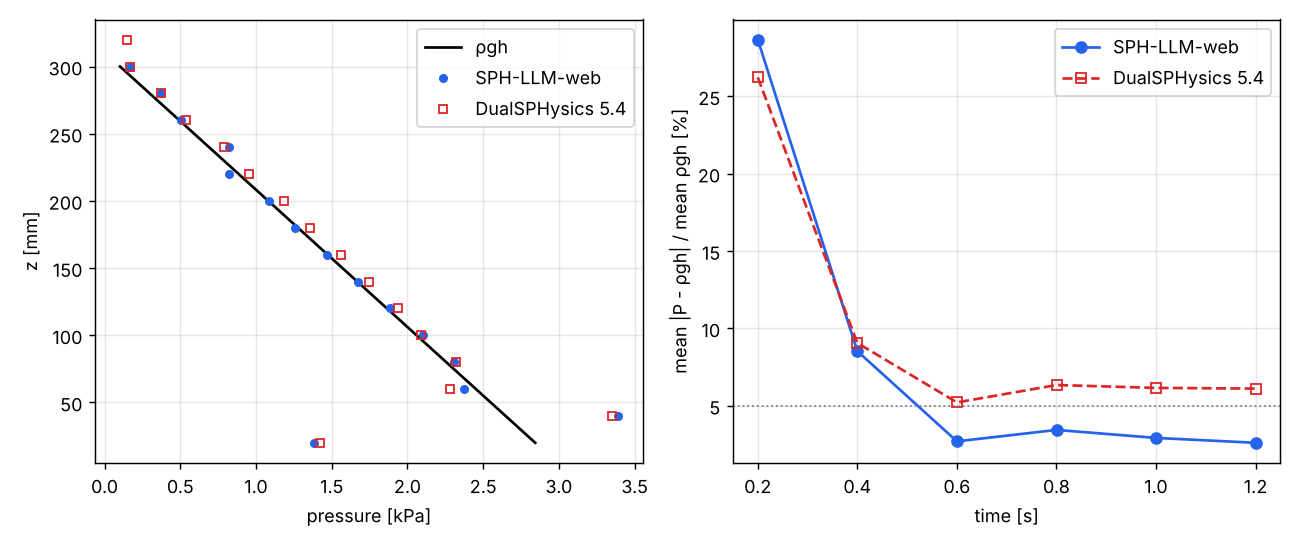 ρgh
SPH-LLM-web
DualSPHysics 5.4
300
250
200
150
100
50
z [mm]
0.0 0.5 1.0 1.5 2.0 2.5 3.0 3.5
pressure [kPa]
SPH-LLM-web
DualSPHysics 5.4
25
20
15
10
5
mean |P - ρgh| / mean ρgh [%]
0.2 0.4 0.6 0.8 1.0 1.2
time [s]